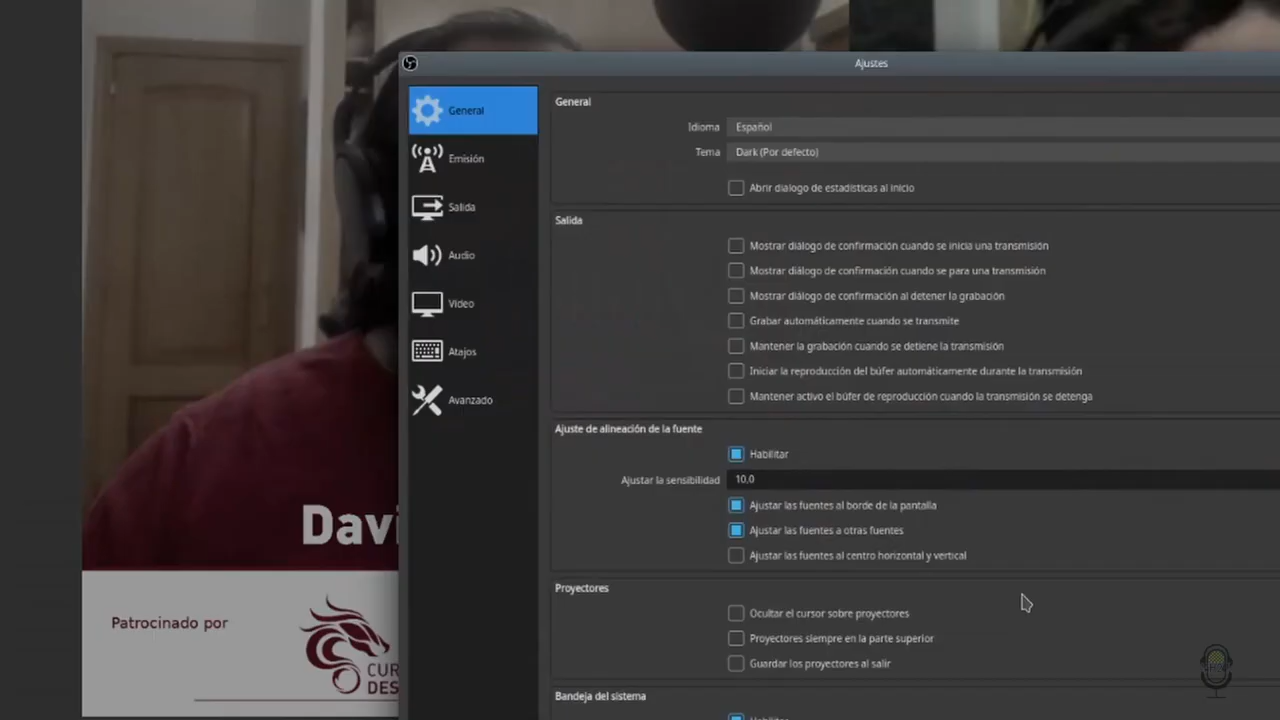 Ajustes
General
Emisión
Salida
Audio
Vídeo
Atajos
Avanzado
General
Idioma Español
Tema Dark (Por defecto)
Abrir dialogo de estadísticas al inicio
Salida
Mostrar diálogo de confirmación cuando se inicia una transmisión
Mostrar diálogo de confirmación cuando se para una transmisión
Mostrar diálogo de confirmación al detener la grabación
Grabar automáticamente cuando se transmite
Mantener la grabación cuando se detiene la transmisión
Iniciar la reproducción del búfer automáticamente durante la transmisión
Mantener activo el búfer de reproducción cuando la transmisión se detenga
Ajuste de alineación de la fuente
Habilitar
Ajustar la sensibilidad 10,0
Ajustar las fuentes al borde de la pantalla
Ajustar las fuentes a otras fuentes
Ajustar las fuentes al centro horizontal y vertical
Proyectores
Ocultar el cursor sobre proyectores
Proyectores siempre en la parte superior
Guardar los proyectores al salir
Bandeja del sistema
Davi
Patrocinado por
CUR
DES